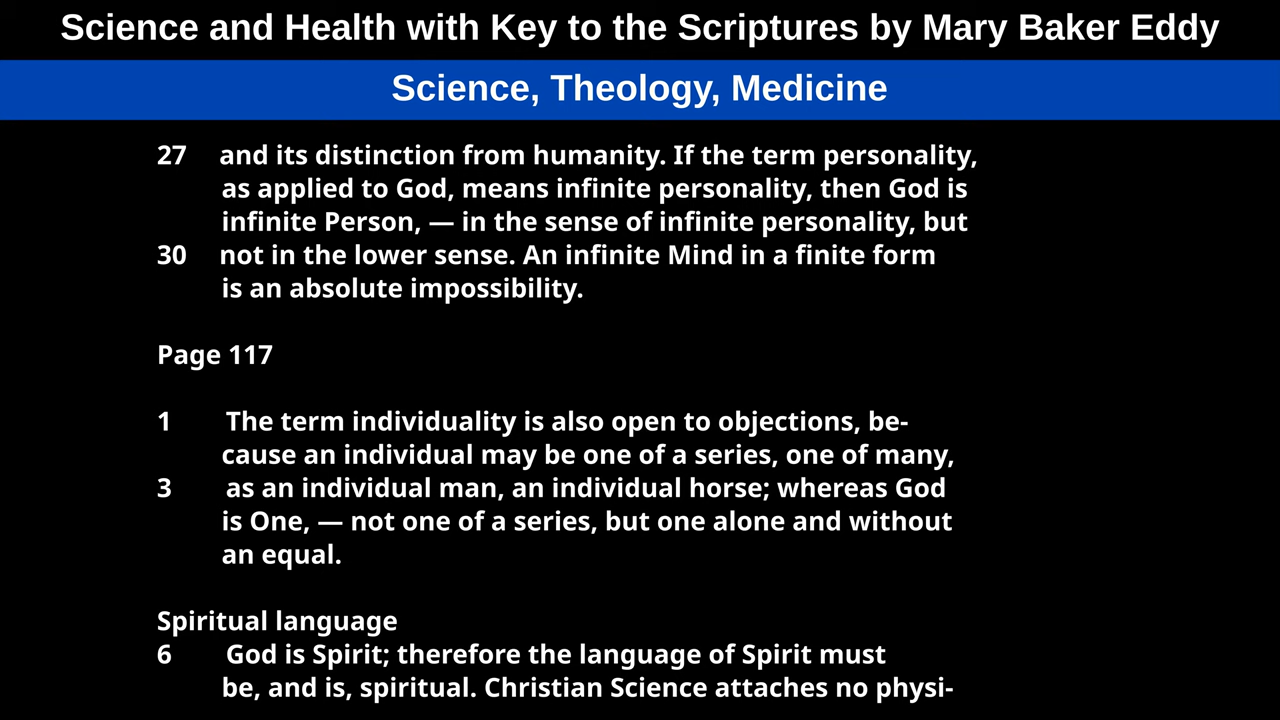 Science and Health with Key to the Scriptures by Mary Baker Eddy
Science, Theology, Medicine
27 and its distinction from humanity. If the term personality,
as applied to God, means infinite personality, then God is
infinite Person, — in the sense of infinite personality, but
30 not in the lower sense. An infinite Mind in a finite form
is an absolute impossibility.
Page 117
1 The term individuality is also open to objections, be-
cause an individual may be one of a series, one of many,
3 as an individual man, an individual horse; whereas God
is One, — not one of a series, but one alone and without
an equal.
Spiritual language
6 God is Spirit; therefore the language of Spirit must
be, and is, spiritual. Christian Science attaches no physi-